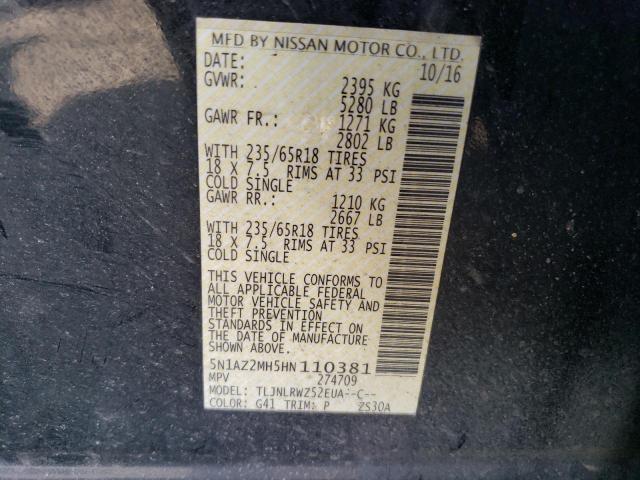 MFD BY NISSAN MOTOR CO., LTD.
DATE: 10/16
GVWR: 2395 KG
5280 LB
GAWR FR.: 1271 KG
2802 LB
WITH 235/65R18 TIRES
18 X 7.5 RIMS AT 33 PSI
COLD SINGLE
GAWR RR.: 1210 KG
2667 LB
WITH 235/65R18 TIRES
18 X 7.5 RIMS AT 33 PSI
COLD SINGLE
THIS VEHICLE CONFORMS TO
ALL APPLICABLE FEDERAL
MOTOR VEHICLE SAFETY AND
THEFT PREVENTION
STANDARDS IN EFFECT ON
THE DATE OF MANUFACTURE
SHOWN ABOVE.
5N1AZ2MH5HN110381
MPV 274709
MODEL: TLJNLRWZ52EUA--C--
COLOR: G41 TRIM: P ZS30A